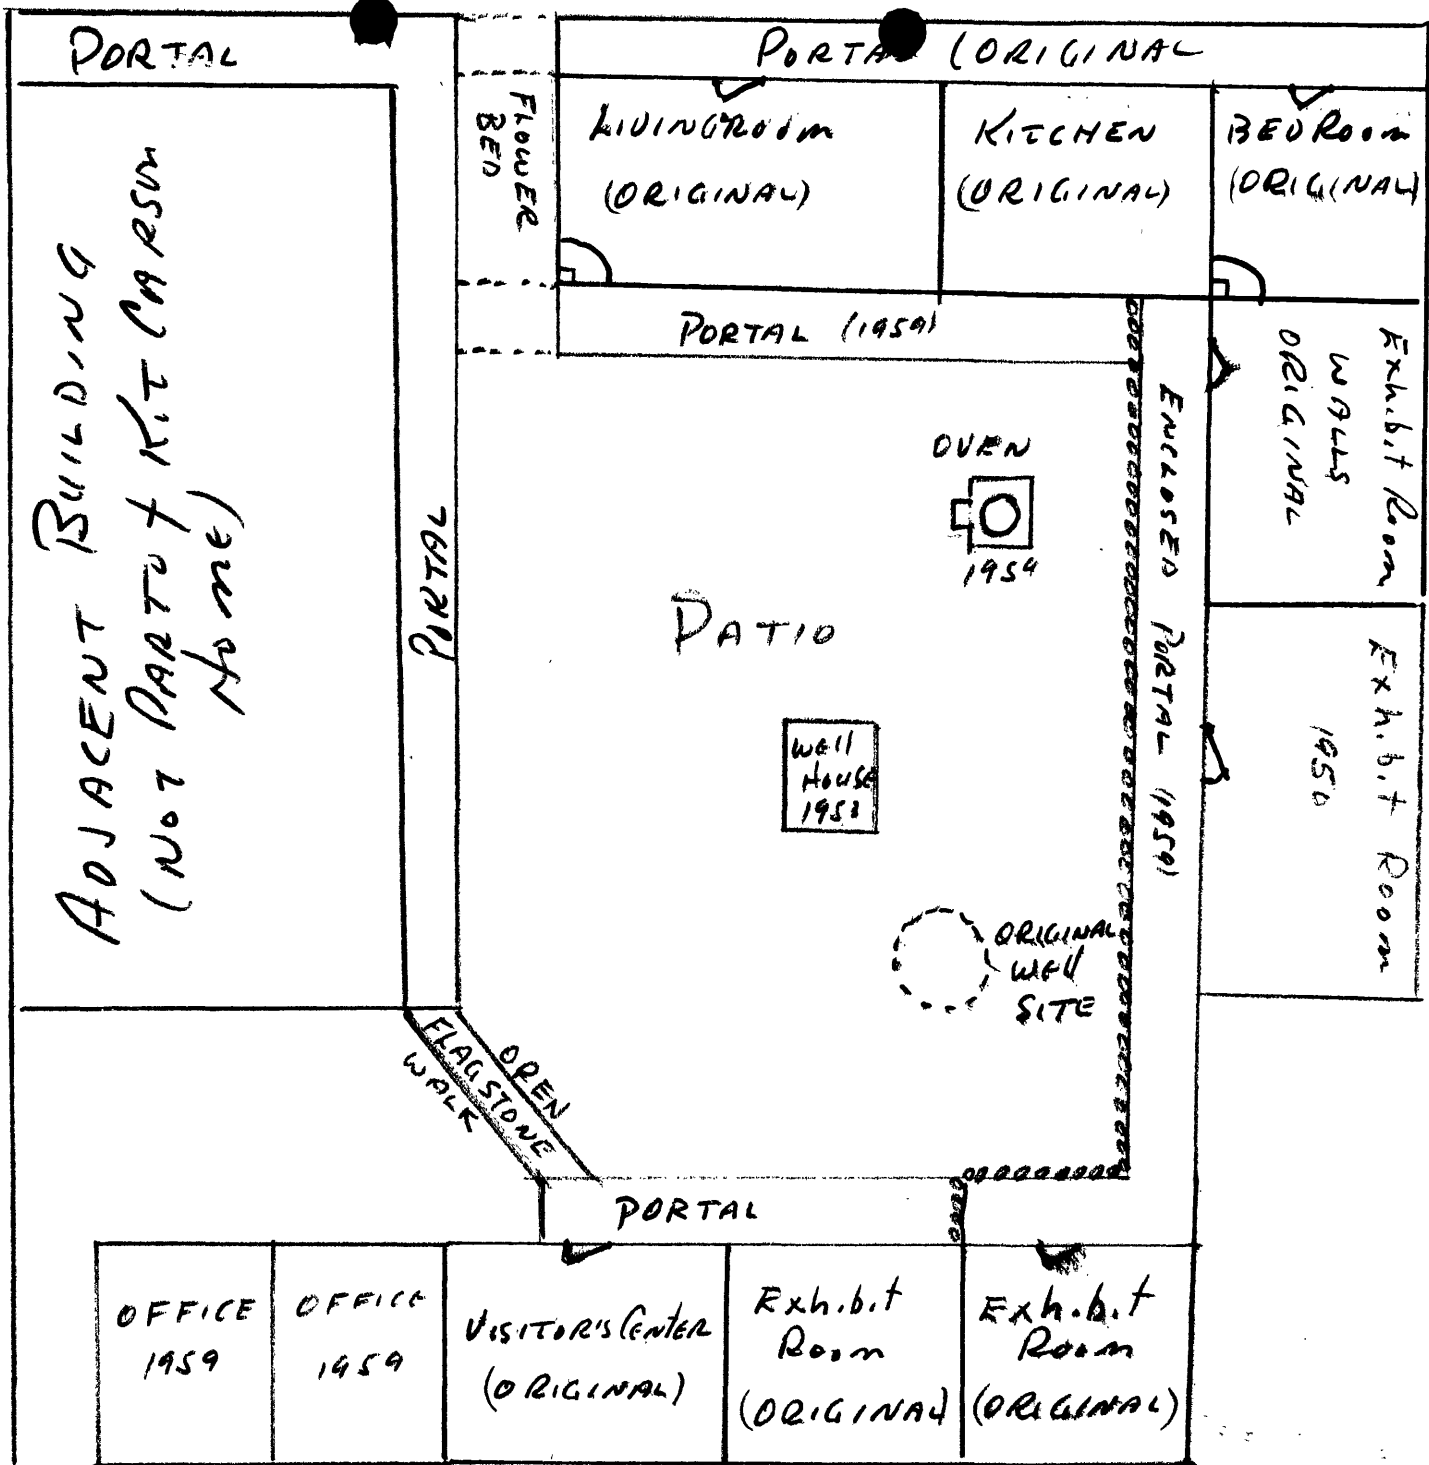 PORTAL
PORTAL (ORIGINAL
FLOWER
BED
LIVINGROOM
(ORIGINAL)
KITCHEN
(ORIGINAL)
BEDROOM
(ORIGINAL)
ADJACENT BUILDING
(NOT PART of KIT CARSON
HOME)
PORTAL
PORTAL (1959)
ENCLOSED PORTAL (1959)
Exhibit Room
WALLS
ORIGINAL
OVEN
1959
PATIO
WELL
HOUSE
Exhibit Room
ORIGINAL
WELL
SITE
OPEN
FLAGSTONE
WALK
PORTAL
OFFICE
1959
OFFICE
1959
VISITOR'S CENTER
(ORIGINAL)
Exhibit
Room
(ORIGINAL)
Exhibit
Room
(ORIGINAL)